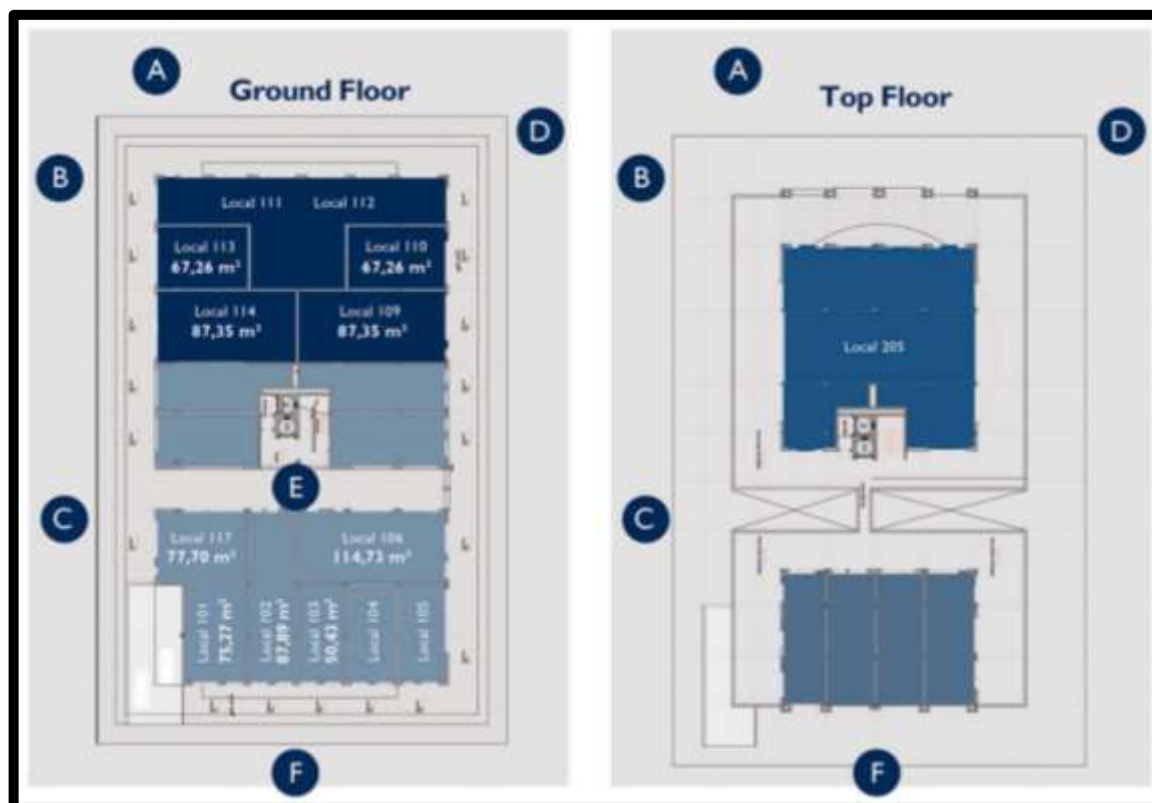 A
Ground Floor
D
B
Local 111
Local 112
Local 113
67,26 m²
Local 110
67,26 m²
Local 114
87,35 m²
Local 109
87,35 m²
E
C
Local 117
77,70 m²
Local 106
114,73 m²
Local 101
75,27 m²
Local 102
87,89 m²
Local 103
50,43 m²
Local 104
Local 105
F
A
Top Floor
D
B
Local 205
C
F